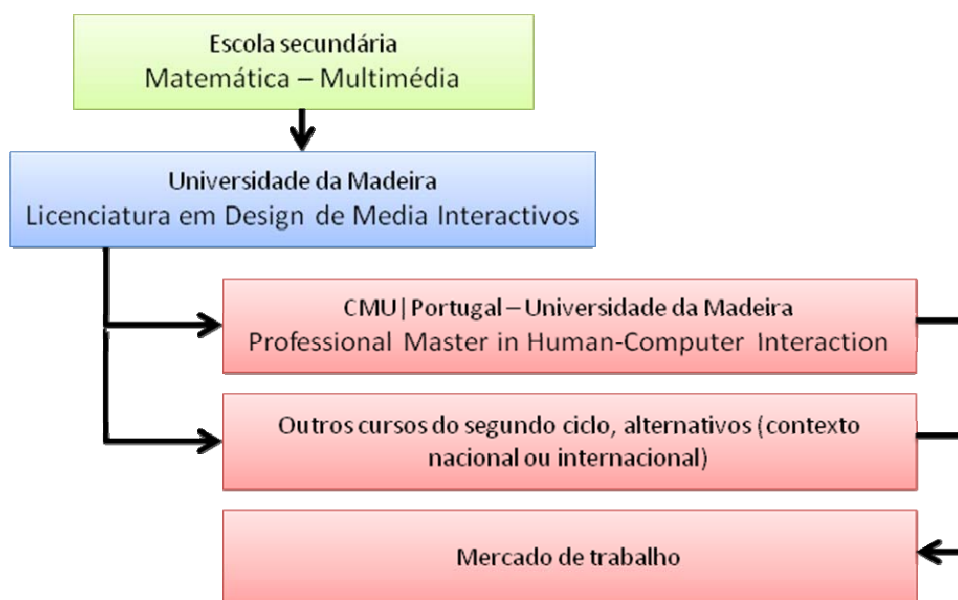 Escola secundária
Matemática – Multimédia
Universidade da Madeira
Licenciatura em Design de Media Interactivos
CMU|Portugal – Universidade da Madeira
Professional Master in Human-Computer Interaction
Outros cursos do segundo ciclo, alternativos (contexto
nacional ou internacional)
Mercado de trabalho